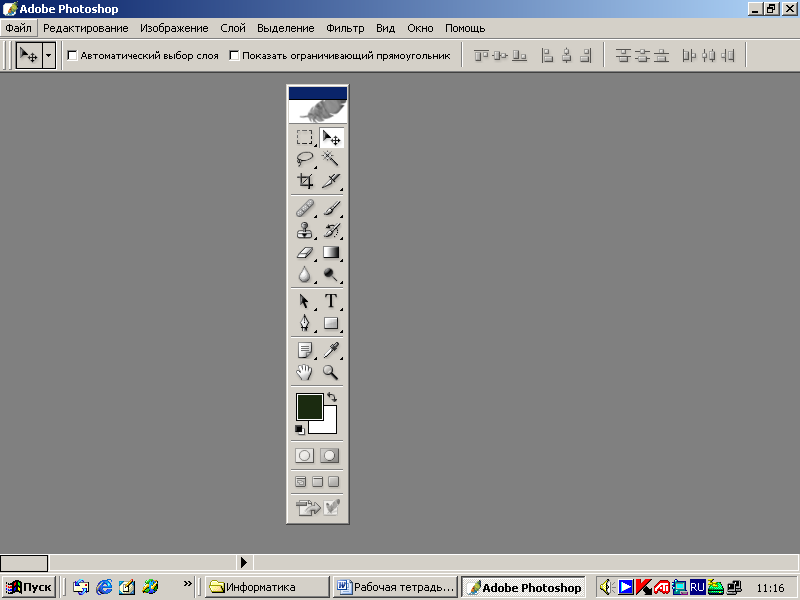 Adobe Photoshop
Файл Редактирование Изображение Слой Выделение Фильтр Вид Окно Помощь
Автоматический выбор слоя Показать ограничивающий прямоугольник
T
Пуск » Информатика Рабочая тетрадь... Adobe Photoshop RU 11:16